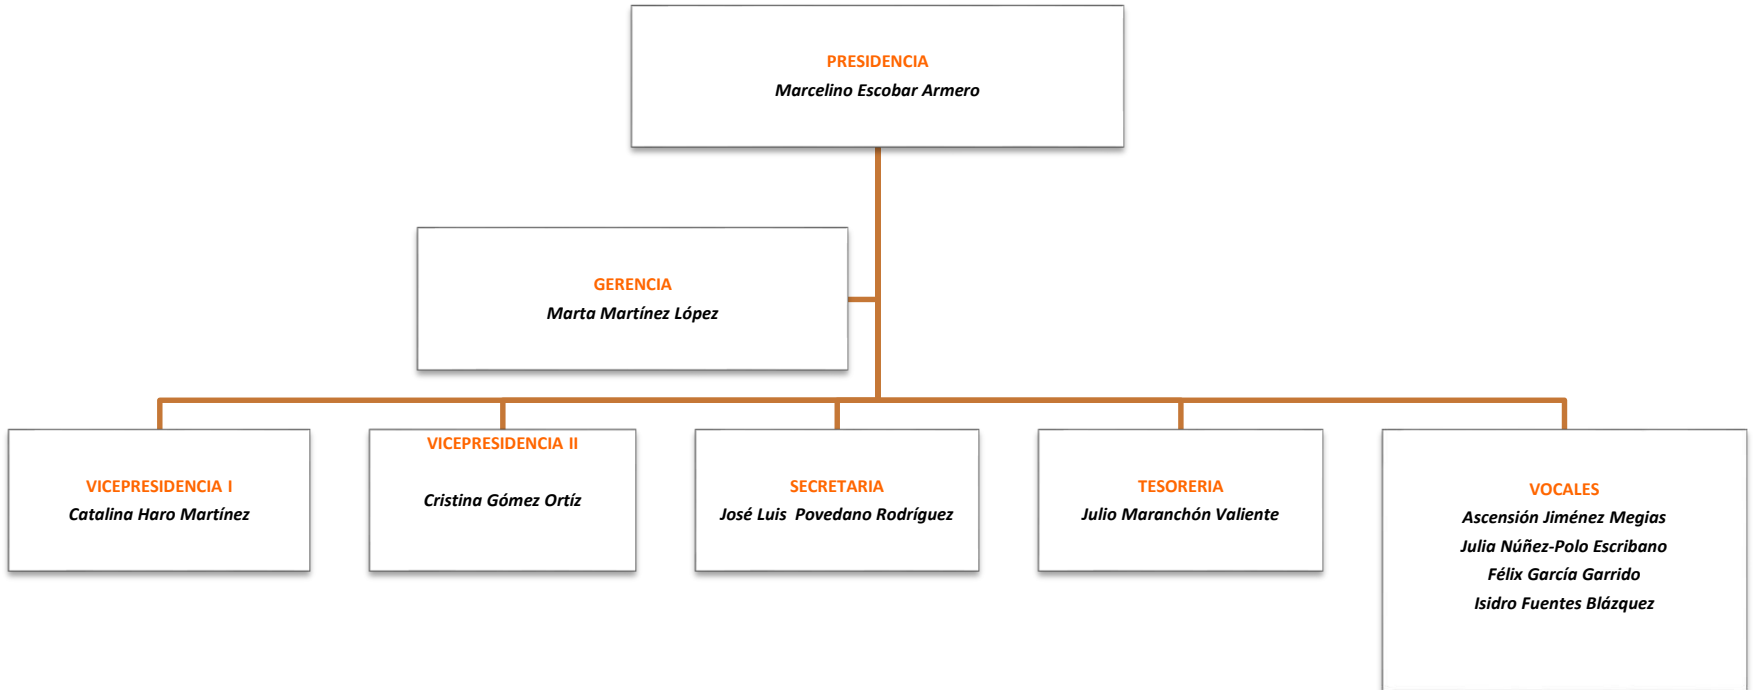 PRESIDENCIA
Marcelino Escobar Armero
GERENCIA
Marta Martínez López
VICEPRESIDENCIA I
Catalina Haro Martínez
VICEPRESIDENCIA II
Cristina Gómez Ortíz
SECRETARIA
José Luis  Povedano Rodríguez
TESORERIA
Julio Maranchón Valiente
VOCALES
Ascensión Jiménez Megias
Julia Núñez-Polo Escribano
Félix García Garrido
Isidro Fuentes Blázquez